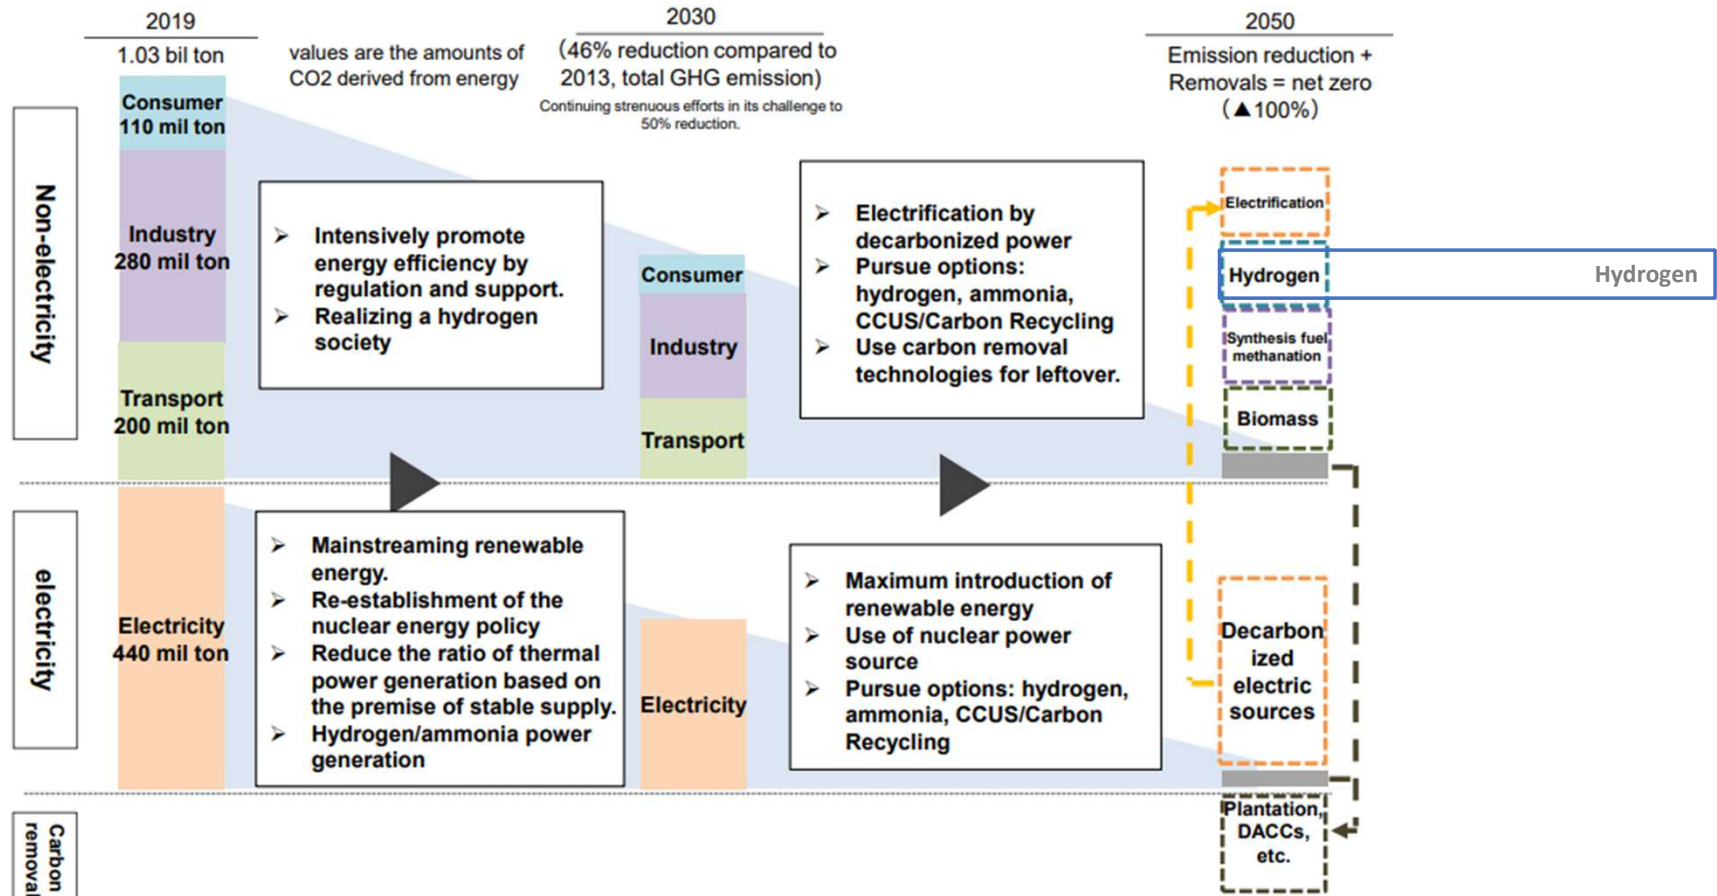 2019
1.03 bil ton
values are the amounts of
CO2 derived from energy
2030
(46% reduction compared to
2013, total GHG emission)
Continuing strenuous efforts in its challenge to
50% reduction.
2050
Emission reduction +
Removals = net zero
(▲100%)
Non-electricity
Consumer
110 mil ton
Industry
280 mil ton
Transport
200 mil ton
➢ Intensively promote
energy efficiency by
regulation and support.
➢ Realizing a hydrogen
society
Consumer
Industry
Transport
➢ Electrification by
decarbonized power
➢ Pursue options:
hydrogen, ammonia,
CCUS/Carbon Recycling
➢ Use carbon removal
technologies for leftover.
Electrification
Hydrogen
Hydrogen
Synthesis fuel
methanation
Biomass
electricity
Electricity
440 mil ton
➢ Mainstreaming renewable
energy.
➢ Re-establishment of the
nuclear energy policy
➢ Reduce the ratio of thermal
power generation based on
the premise of stable supply.
➢ Hydrogen/ammonia power
generation
Electricity
➢ Maximum introduction of
renewable energy
➢ Use of nuclear power
source
➢ Pursue options: hydrogen,
ammonia, CCUS/Carbon
Recycling
Decarbon
ized
electric
sources
Carbon
removal
Plantation,
DACCs,
etc.